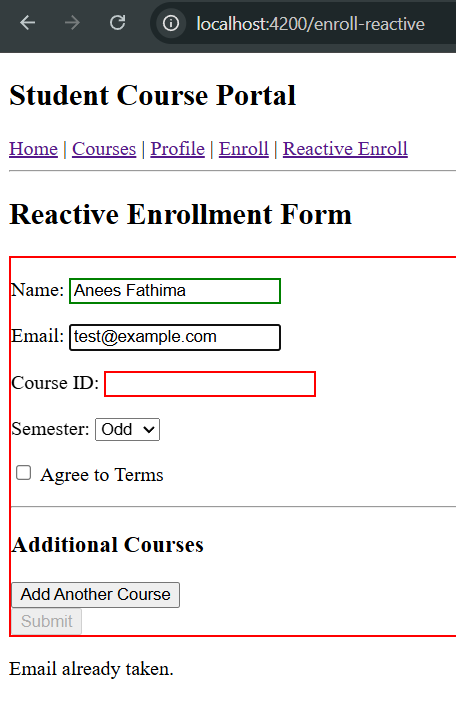 localhost:4200/enroll-reactive
Student Course Portal
Home | Courses | Profile | Enroll | Reactive Enroll
Reactive Enrollment Form
Name: Anees Fathima
Email: test@example.com
Course ID:
Semester: Odd
Agree to Terms
Additional Courses
Add Another Course
Submit
Email already taken.